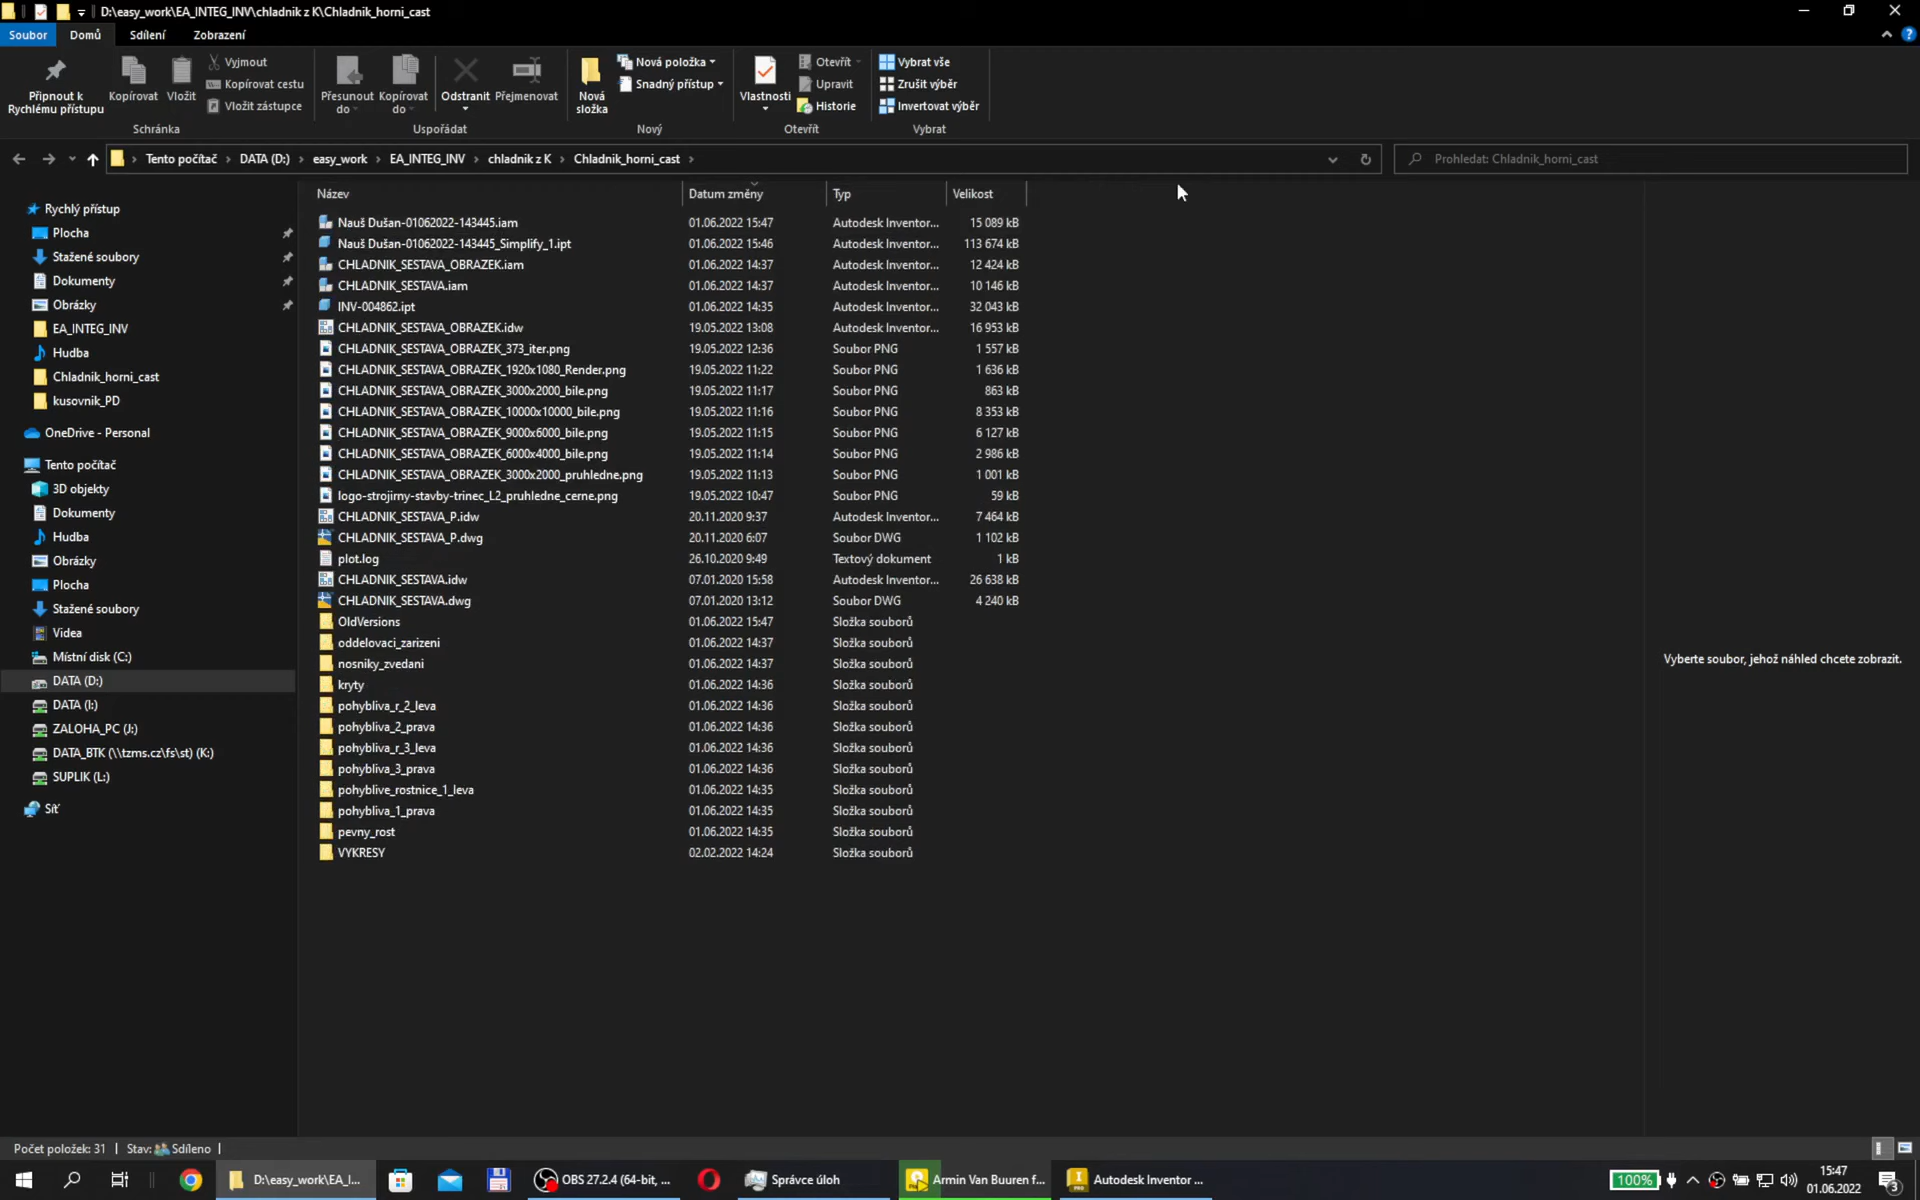 D:\easy_work\EA_INTEG_INV\chladnik z K\Chladnik_horni_cast
Soubor Domů Sdílení Zobrazení
Připnout k Rychlému přístupu
Kopírovat
Vložit
Vyjmout
Kopírovat cestu
Vložit zástupce
Schránka
Přesunout do
Kopírovat do
Odstranit
Přejmenovat
Uspořádat
Nová složka
Nová položka
Snadný přístup
Nový
Vlastnosti
Otevřít
Upravit
Historie
Otevřít
Vybrat vše
Zrušit výběr
Invertovat výběr
Vybrat
Tento počítač › DATA (D:) › easy_work › EA_INTEG_INV › chladnik z K › Chladnik_horni_cast ›
Prohledat: Chladnik_horni_cast
Rychlý přístup
Plocha
Stažené soubory
Dokumenty
Obrázky
EA_INTEG_INV
Hudba
Chladnik_horni_cast
kusovnik_PD
OneDrive - Personal
Tento počítač
3D objekty
Dokumenty
Hudba
Obrázky
Plocha
Stažené soubory
Videa
Místní disk (C:)
DATA (D:)
DATA (I:)
ZALOHA_PC (J:)
DATA_BTK (\\tzms.cz\fs\st) (K:)
SUPLIK (L:)
Síť
Název Datum změny Typ Velikost
Nauš Dušan-01062022-143445.iam 01.06.2022 15:47 Autodesk Inventor... 15 089 kB
Nauš Dušan-01062022-143445_Simplify_1.ipt 01.06.2022 15:46 Autodesk Inventor... 113 674 kB
CHLADNIK_SESTAVA_OBRAZEK.iam 01.06.2022 14:37 Autodesk Inventor... 12 424 kB
CHLADNIK_SESTAVA.iam 01.06.2022 14:37 Autodesk Inventor... 10 146 kB
INV-004862.ipt 01.06.2022 14:35 Autodesk Inventor... 32 043 kB
CHLADNIK_SESTAVA_OBRAZEK.idw 19.05.2022 13:08 Autodesk Inventor... 16 953 kB
CHLADNIK_SESTAVA_OBRAZEK_373_iter.png 19.05.2022 12:36 Soubor PNG 1 557 kB
CHLADNIK_SESTAVA_OBRAZEK_1920x1080_Render.png 19.05.2022 11:22 Soubor PNG 1 636 kB
CHLADNIK_SESTAVA_OBRAZEK_3000x2000_bile.png 19.05.2022 11:17 Soubor PNG 863 kB
CHLADNIK_SESTAVA_OBRAZEK_10000x10000_bile.png 19.05.2022 11:16 Soubor PNG 8 353 kB
CHLADNIK_SESTAVA_OBRAZEK_9000x6000_bile.png 19.05.2022 11:15 Soubor PNG 6 127 kB
CHLADNIK_SESTAVA_OBRAZEK_6000x4000_bile.png 19.05.2022 11:14 Soubor PNG 2 986 kB
CHLADNIK_SESTAVA_OBRAZEK_3000x2000_pruhledne.png 19.05.2022 11:13 Soubor PNG 1 001 kB
logo-strojirny-stavby-trinec_L2_pruhledne_cerne.png 19.05.2022 10:47 Soubor PNG 59 kB
CHLADNIK_SESTAVA_P.idw 20.11.2020 9:37 Autodesk Inventor... 7 464 kB
CHLADNIK_SESTAVA_P.dwg 20.11.2020 6:07 Soubor DWG 1 102 kB
plot.log 26.10.2020 9:49 Textový dokument 1 kB
CHLADNIK_SESTAVA.idw 07.01.2020 15:58 Autodesk Inventor... 26 638 kB
CHLADNIK_SESTAVA.dwg 07.01.2020 13:12 Soubor DWG 4 240 kB
OldVersions 01.06.2022 15:47 Složka souborů
oddelovaci_zarizeni 01.06.2022 14:37 Složka souborů
nosniky_zvedani 01.06.2022 14:37 Složka souborů
kryty 01.06.2022 14:36 Složka souborů
pohybliva_r_2_leva 01.06.2022 14:36 Složka souborů
pohybliva_2_prava 01.06.2022 14:36 Složka souborů
pohybliva_r_3_leva 01.06.2022 14:36 Složka souborů
pohybliva_3_prava 01.06.2022 14:36 Složka souborů
pohyblive_rostnice_1_leva 01.06.2022 14:35 Složka souborů
pohybliva_1_prava 01.06.2022 14:35 Složka souborů
pevny_rost 01.06.2022 14:35 Složka souborů
VYKRESY 02.02.2022 14:24 Složka souborů
Vyberte soubor, jehož náhled chcete zobrazit.
Počet položek: 31 Stav: Sdíleno
D:\easy_work\EA_I...
OBS 27.2.4 (64-bit, ...
Správce úloh
Armin Van Buuren f...
Autodesk Inventor ...
100%
15:47
01.06.2022
3